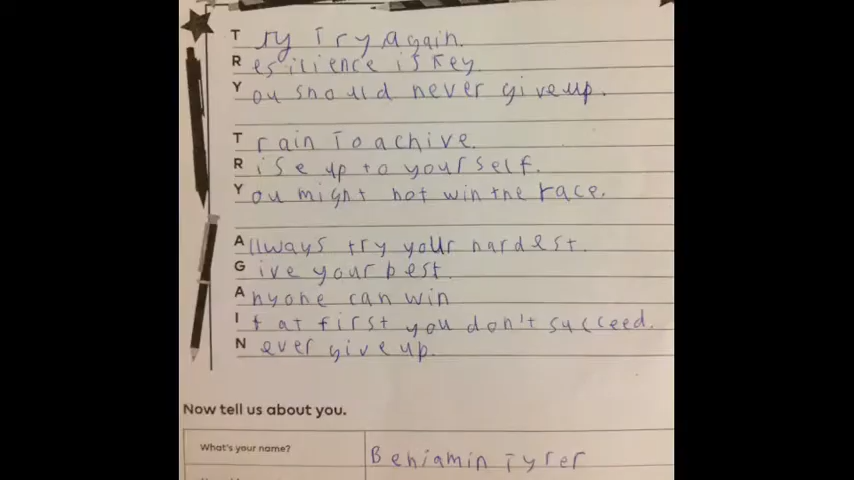 Try Try again.
Resilience is key
You should never give up.
Train To achive.
Rise up to yourself.
You might not win the race.
Allways try your hardest.
Give your best.
Anyone can win
If at first you don't succeed.
Never give up.
Now tell us about you.
What's your name? Benjamin Tyrer